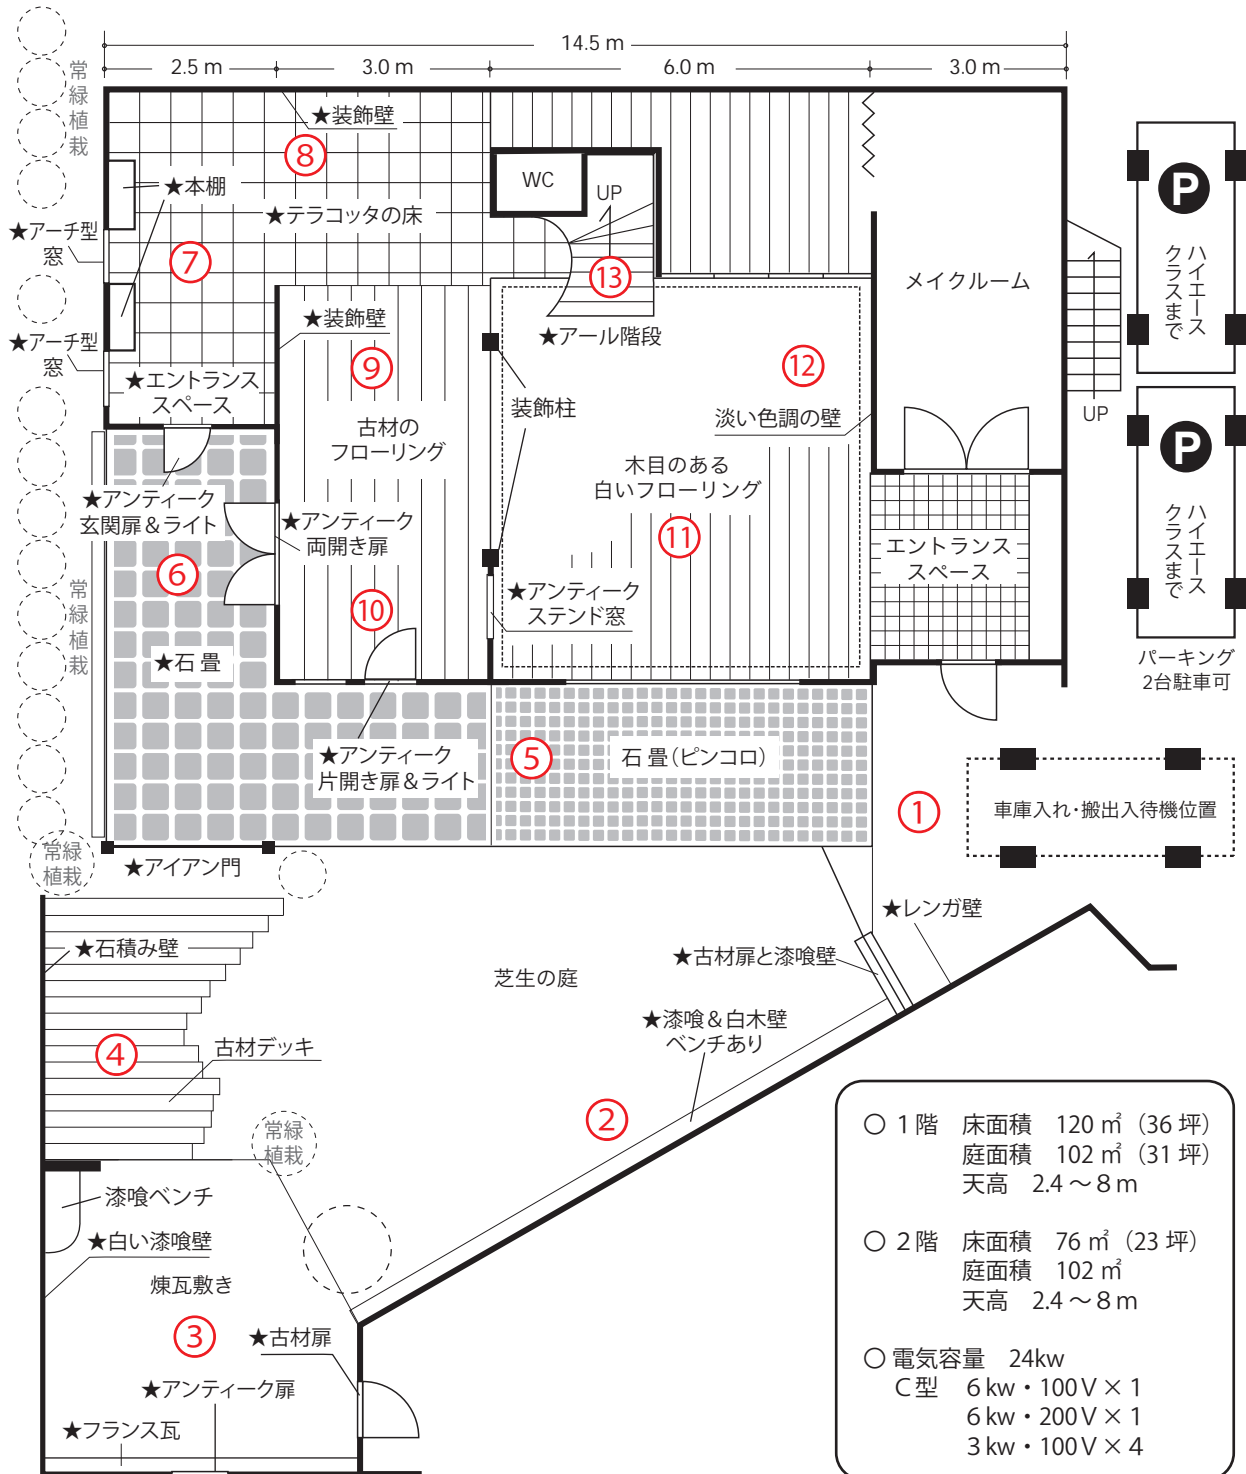 14.5 m
2.5 m
3.0 m
6.0 m
3.0 m
常緑植栽
★装飾壁
⑧
★本棚
★テラコッタの床
WC
UP
★アーチ型
窓
⑦
⑬
★アール階段
★アーチ型
窓
★装飾壁
⑨
⑫
メイクルーム
UP
P
ハイエース
クラスまで
P
ハイエース
クラスまで
パーキング
2台駐車可
★エントランス
スペース
古材の
フローリング
装飾柱
淡い色調の壁
木目のある
白いフローリング
⑪
★アンティーク
玄関扉＆ライト
★アンティーク
両開き扉
エントランス
スペース
⑥
⑩
★アンティーク
ステンド窓
常緑植栽
★石 畳
★アンティーク
片開き扉＆ライト
⑤
石 畳（ピンコロ）
①
車庫入れ・搬出入待機位置
常緑
植栽
★アイアン門
★レンガ壁
★石積み壁
芝生の庭
★古材扉と漆喰壁
★漆喰＆白木壁
ベンチあり
④
古材デッキ
②
常緑
植栽
漆喰ベンチ
★白い漆喰壁
煉瓦敷き
③
★古材扉
★アンティーク扉
★フランス瓦
○ 1階 床面積 120 ㎡（36 坪）
庭面積 102 ㎡（31 坪）
天高 2.4 ～ 8 m
○ 2階 床面積 76 ㎡（23 坪）
庭面積 102 ㎡
天高 2.4 ～ 8 m
○ 電気容量 24kw
C型 6 kw・100 V × 1
6 kw・200 V × 1
3 kw・100 V × 4